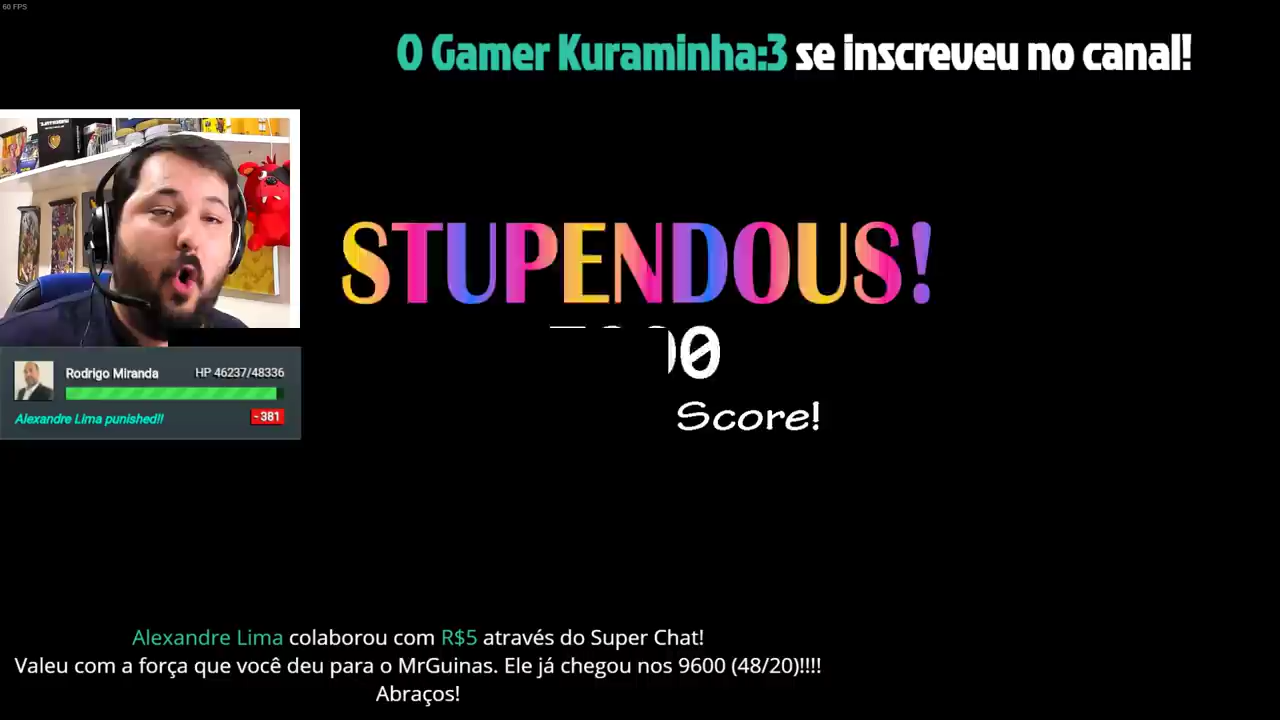 60 FPS
O Gamer Kuraminha:3 se inscreveu no canal!
STUPENDOUS!
Score!
Rodrigo Miranda HP 46237/48336
Alexandre Lima punished!! -381
Alexandre Lima colaborou com R$5 através do Super Chat!
Valeu com a força que você deu para o MrGuinas. Ele já chegou nos 9600 (48/20)!!!!
Abraços!